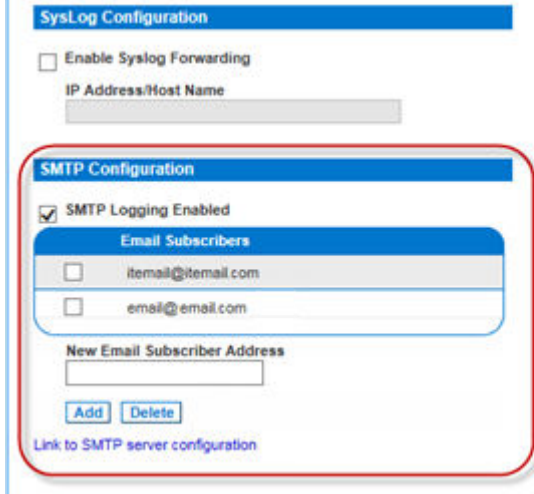 SysLog Configuration
Enable Syslog Forwarding
IP Address/Host Name
SMTP Configuration
SMTP Logging Enabled
Email Subscribers
itemail@itemail.com
email@email.com
New Email Subscriber Address
Add Delete
Link to SMTP server configuration